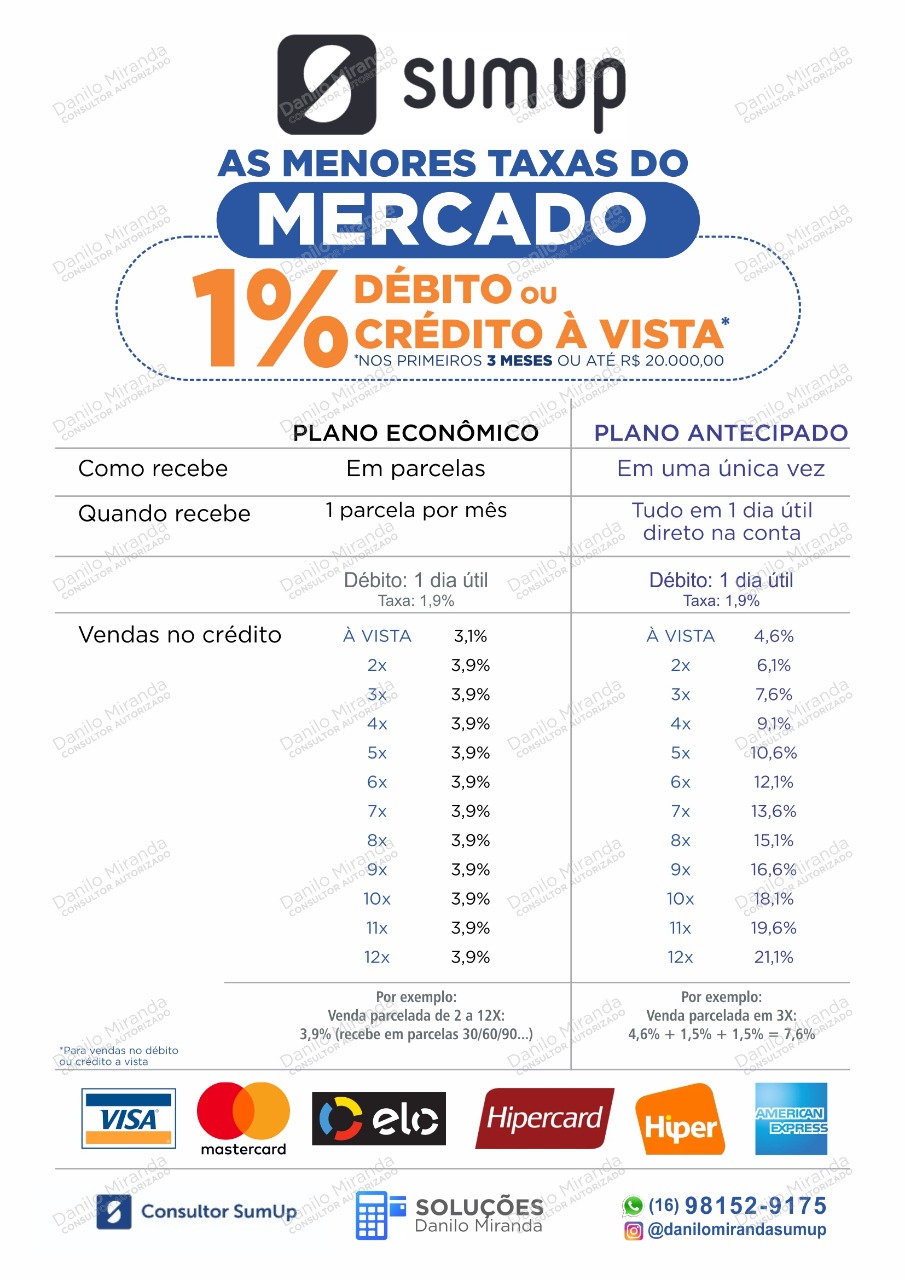 sumup
AS MENORES TAXAS DO
MERCADO
1% DÉBITO OU
CRÉDITO À VISTA*
*NOS PRIMEIROS 3 MESES OU ATÉ R$ 20.000,00
PLANO ECONÔMICO PLANO ANTECIPADO
Como recebe Em parcelas Em uma única vez
Quando recebe 1 parcela por mês Tudo em 1 dia útil
direto na conta
Débito: 1 dia útil Débito: 1 dia útil
Taxa: 1,9% Taxa: 1,9%
Vendas no crédito À VISTA 3,1% À VISTA 4,6%
2x 3,9% 2x 6,1%
3x 3,9% 3x 7,6%
4x 3,9% 4x 9,1%
5x 3,9% 5x 10,6%
6x 3,9% 6x 12,1%
7x 3,9% 7x 13,6%
8x 3,9% 8x 15,1%
9x 3,9% 9x 16,6%
10x 3,9% 10x 18,1%
11x 3,9% 11x 19,6%
12x 3,9% 12x 21,1%
Por exemplo: Por exemplo:
Venda parcelada de 2 a 12X: Venda parcelada em 3X:
3,9% (recebe em parcelas 30/60/90...) 4,6% + 1,5% + 1,5% = 7,6%
*Para vendas no débito
ou crédito a vista
VISA mastercard elo Hipercard Hiper AMERICAN EXPRESS
Consultor SumUp SOLUÇÕES (16) 98152-9175
Danilo Miranda @danilomirandasumup
Danilo Miranda
CONSULTOR AUTORIZADO